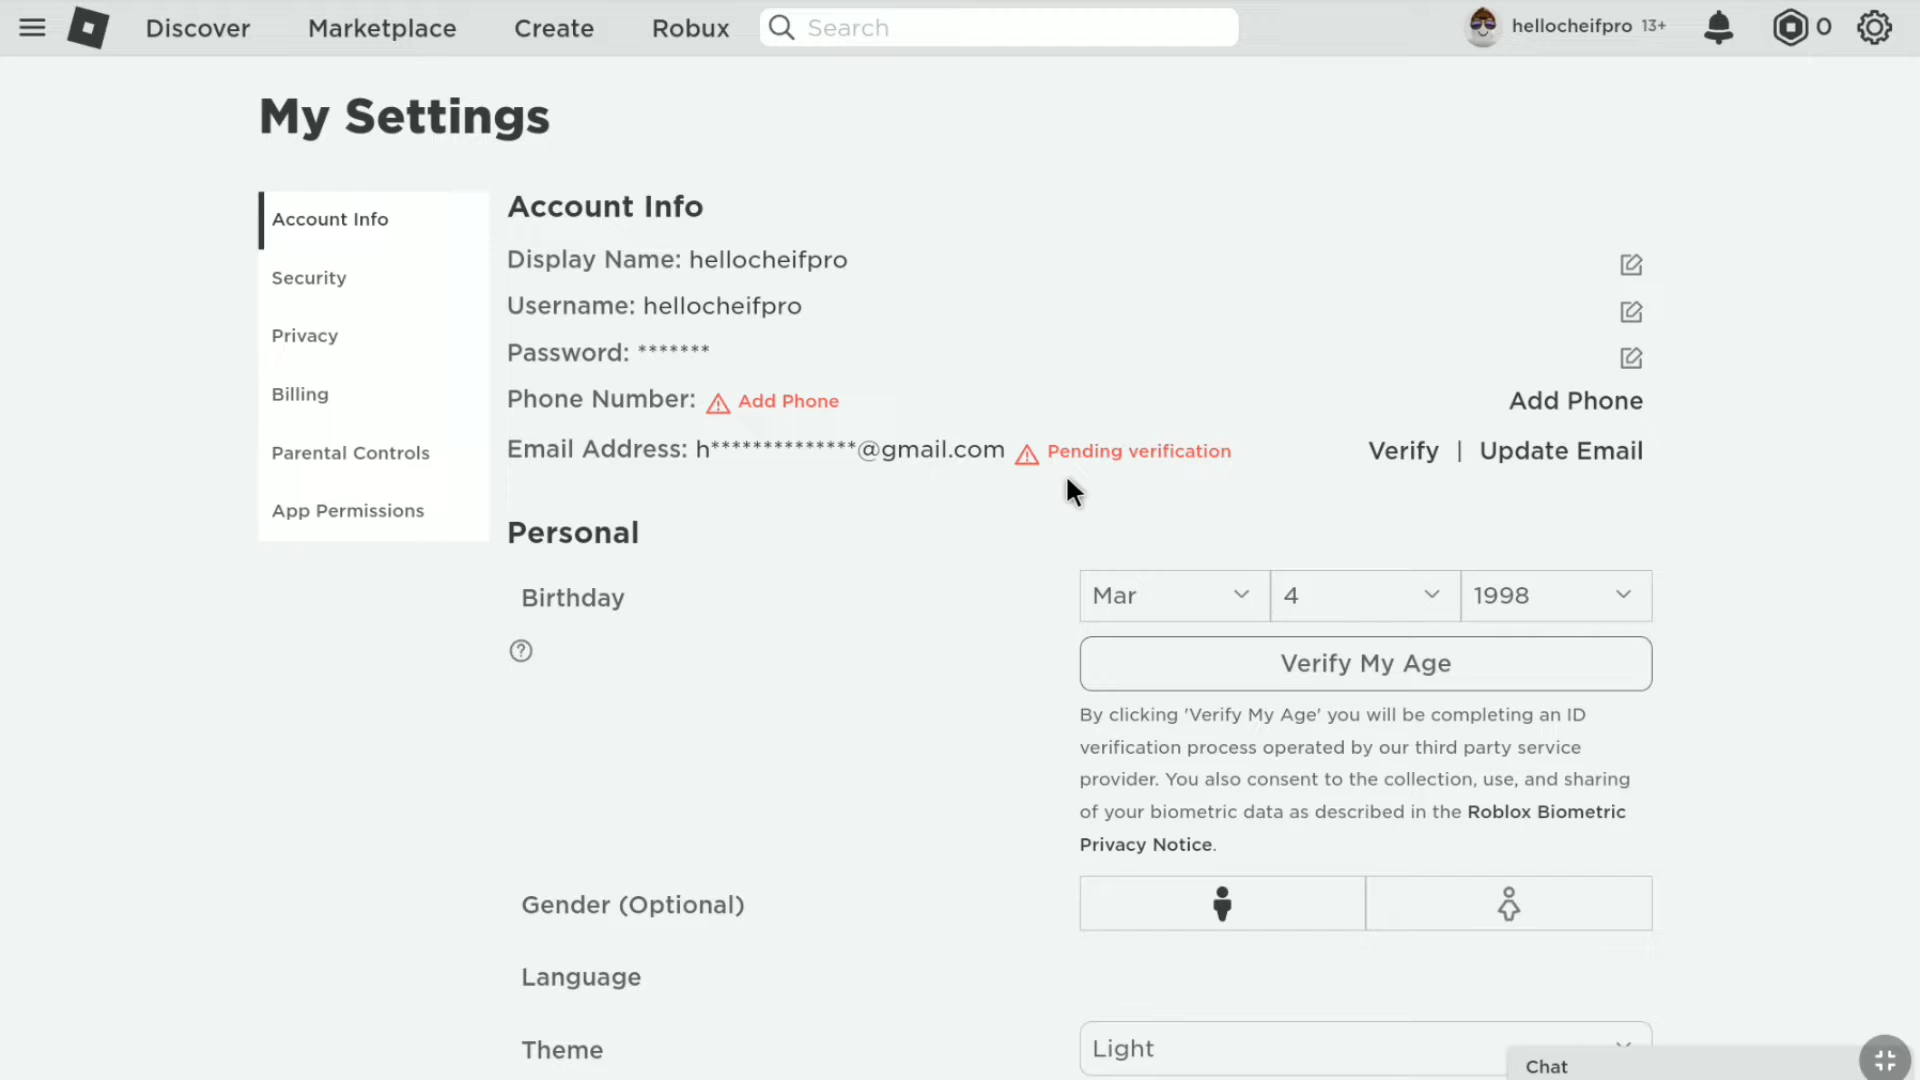 Discover Marketplace Create Robux Search hellocheifpro 13+ 0
My Settings
Account Info
Security
Privacy
Billing
Parental Controls
App Permissions
Account Info
Display Name: hellocheifpro
Username: hellocheifpro
Password: *******
Phone Number: Add Phone Add Phone
Email Address: h**************@gmail.com Pending verification Verify | Update Email
Personal
Birthday Mar 4 1998
Verify My Age
By clicking 'Verify My Age' you will be completing an ID
verification process operated by our third party service
provider. You also consent to the collection, use, and sharing
of your biometric data as described in the Roblox Biometric
Privacy Notice.
Gender (Optional)
Language
Theme Light
Chat